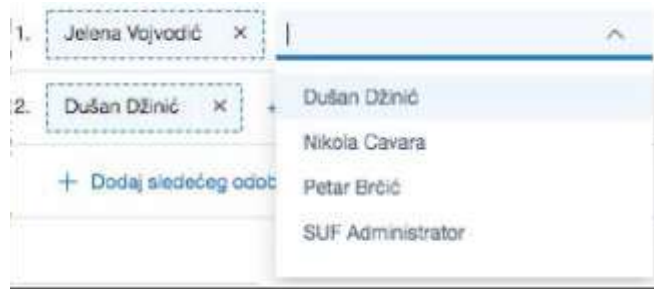 1. Jelena Vojvodić ×
2. Dušan Džinić × +
+ Dodaj sledećeg odob
Dušan Džinić
Nikola Cavara
Petar Brčić
SUF Administrator